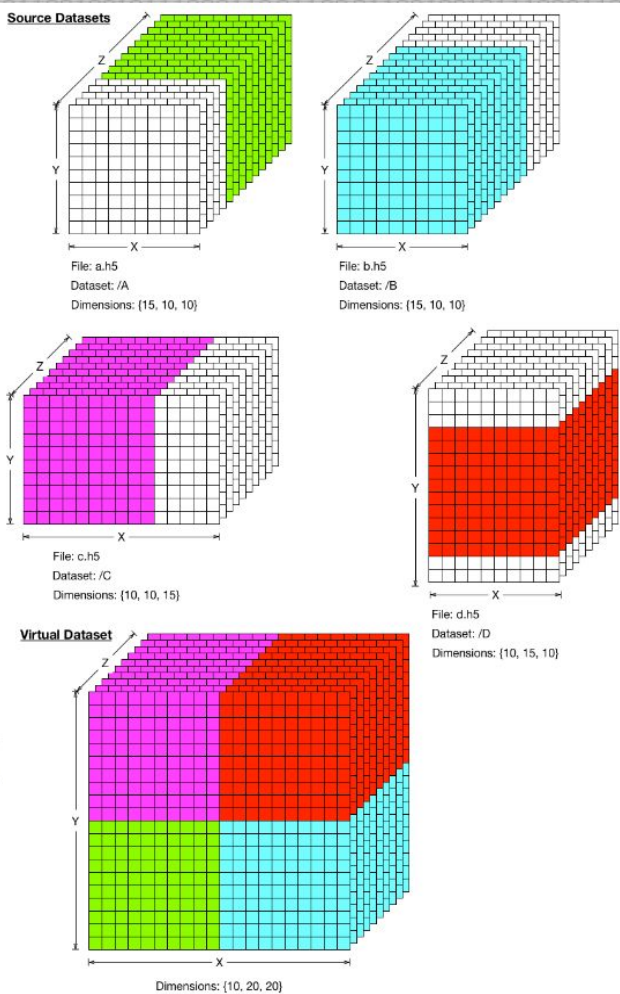 Source Datasets
Z
Y
X
File: a.h5
Dataset: /A
Dimensions: {15, 10, 10}
Z
Y
X
File: b.h5
Dataset: /B
Dimensions: {15, 10, 10}
Z
Y
X
File: c.h5
Dataset: /C
Dimensions: {10, 10, 15}
Z
Y
X
File: d.h5
Dataset: /D
Dimensions: {10, 15, 10}
Virtual Dataset
Z
Y
X
Dimensions: {10, 20, 20}